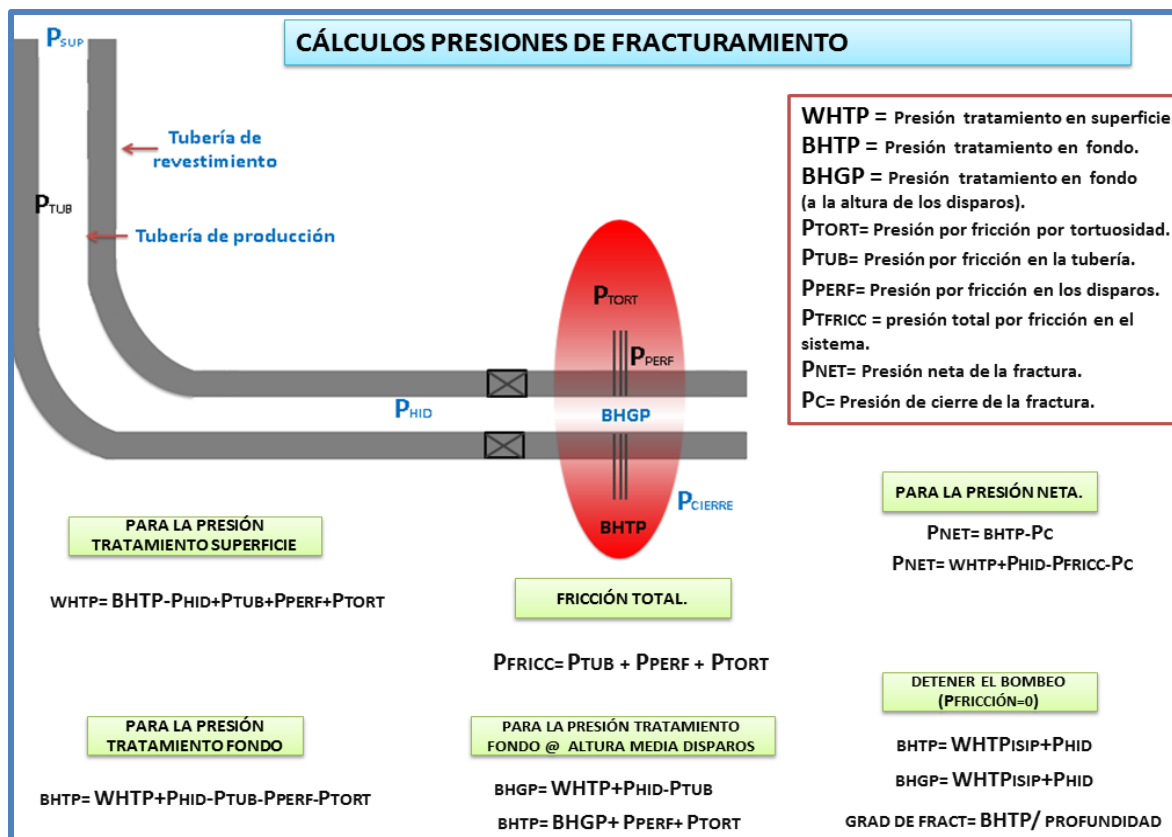 CÁLCULOS PRESIONES DE FRACTURAMIENTO
PSUP
Tubería de
revestimiento
PTUB
Tubería de producción
PTORT
PPERF
PHID
BHGP
PCIERRE
BHTP
WHTP = Presión tratamiento en superficie
BHTP = Presión tratamiento en fondo.
BHGP = Presión tratamiento en fondo
(a la altura de los disparos).
PTORT= Presión por fricción por tortuosidad.
PTUB= Presión por fricción en la tubería.
PPERF= Presión por fricción en los disparos.
PTFRICC = presión total por fricción en el
sistema.
PNET= Presión neta de la fractura.
PC= Presión de cierre de la fractura.
PARA LA PRESIÓN
TRATAMIENTO SUPERFICIE
WHTP= BHTP-PHID+PTUB+PPERF+PTORT
FRICCIÓN TOTAL.
PFRICC= PTUB + PPERF + PTORT
PARA LA PRESIÓN NETA.
PNET= BHTP-PC
PNET= WHTP+PHID-PFRICC-PC
PARA LA PRESIÓN
TRATAMIENTO FONDO
BHTP= WHTP+PHID-PTUB-PPERF-PTORT
PARA LA PRESIÓN TRATAMIENTO
FONDO @ ALTURA MEDIA DISPAROS
BHGP= WHTP+PHID-PTUB
BHTP= BHGP+ PPERF+ PTORT
DETENER EL BOMBEO
(PFRICCIÓN=0)
BHTP= WHTPISIP+PHID
BHGP= WHTPISIP+PHID
GRAD DE FRACT= BHTP/ PROFUNDIDAD